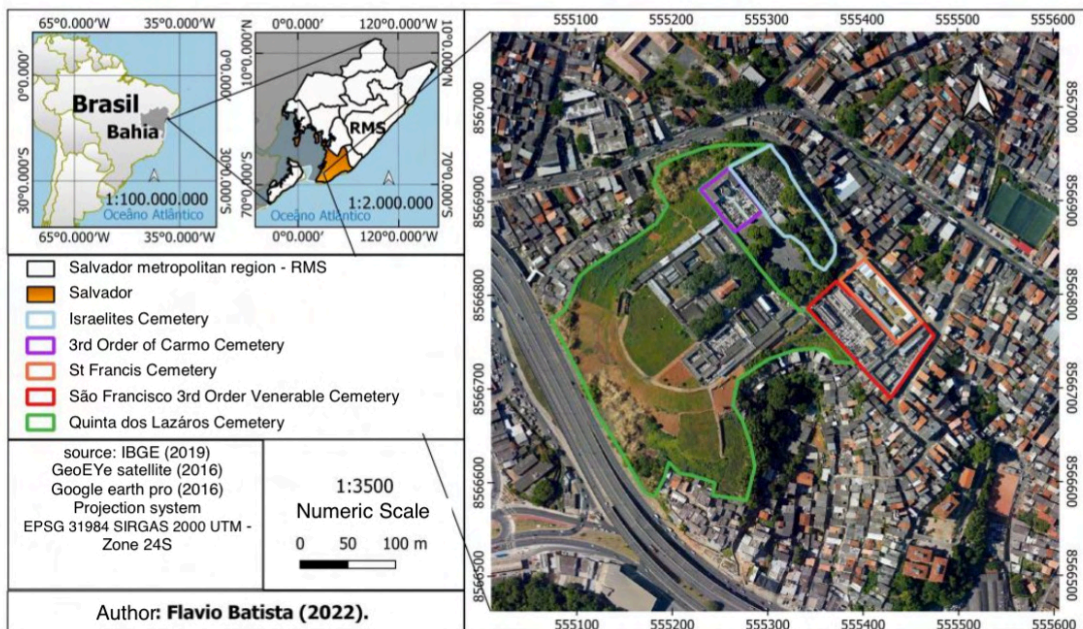 65°0.000'W 35°0.000'W
0°0.000'
30°0.000'S
Brasil
Bahia
1:100.000.000
Oceâno Atlântico
65°0.000'W 35°0.000'W
0°0.000'
30°0.000'S
0°0.000' 120°0.000'W
10°0.000'N
70°0.000'S
RMS
1:2.000.000
Oceâno Atlântico
0°0.000' 120°0.000'W
10°0.000'N
70°0.000'S
Salvador metropolitan region - RMS
Salvador
Israelites Cemetery
3rd Order of Carmo Cemetery
St Francis Cemetery
São Francisco 3rd Order Venerable Cemetery
Quinta dos Lazáros Cemetery
source: IBGE (2019)
GeoEYe satellite (2016)
Google earth pro (2016)
Projection system
EPSG 31984 SIRGAS 2000 UTM -
Zone 24S
1:3500
Numeric Scale
0 50 100 m
Author: Flavio Batista (2022).
555100 555200 555300 555400 555500 555600
8567000
8566900
8566800
8566700
8566600
8566500
N
8567000
8566900
8566800
8566700
8566600
8566500
555100 555200 555300 555400 555500 555600